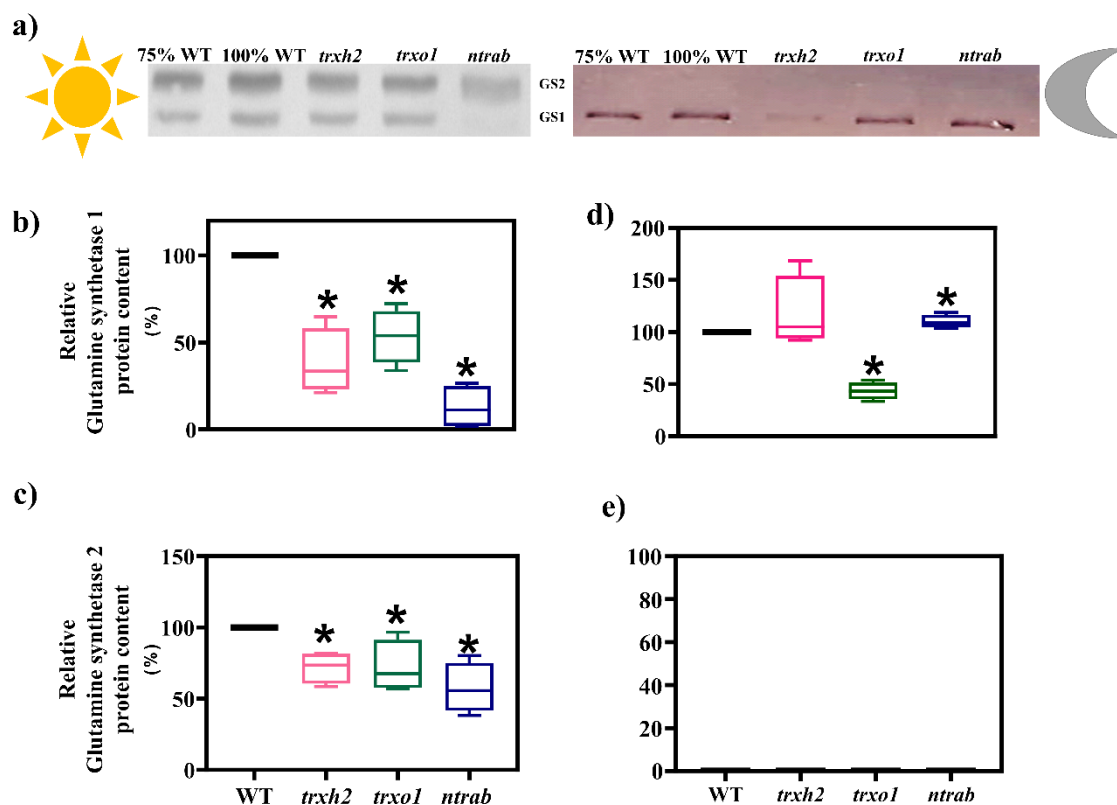 a)
75% WT 100% WT trxh2 trxo1 ntrab
GS2
GS1
75% WT 100% WT trxh2 trxo1 ntrab
b)
Relative
Glutamine synthetase 1
protein content
(%)
100
50
0
*
*
*
d)
200
150
100
50
0
*
*
c)
Relative
Glutamine synthetase 2
protein content
(%)
150
100
50
0
*
*
*
WT trxh2 trxo1 ntrab
e)
100
80
60
40
20
0
WT trxh2 trxo1 ntrab